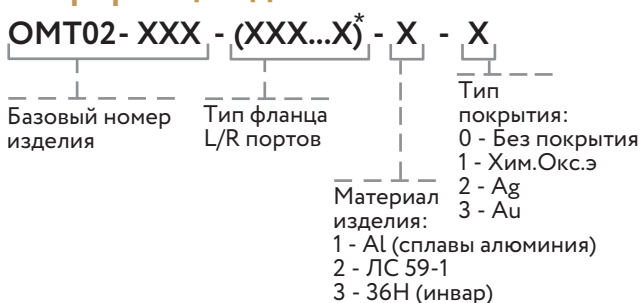 OMT02- XXX - (XXX...X)* - X - X
Базовый номер
изделия
Тип фланца
L/R портов
Материал
изделия:
1 - Al (сплавы алюминия)
2 - ЛС 59-1
3 - 36Н (инвар)
Тип
покрытия:
0 - Без покрытия
1 - Хим.Окс.э
2 - Ag
3 - Au